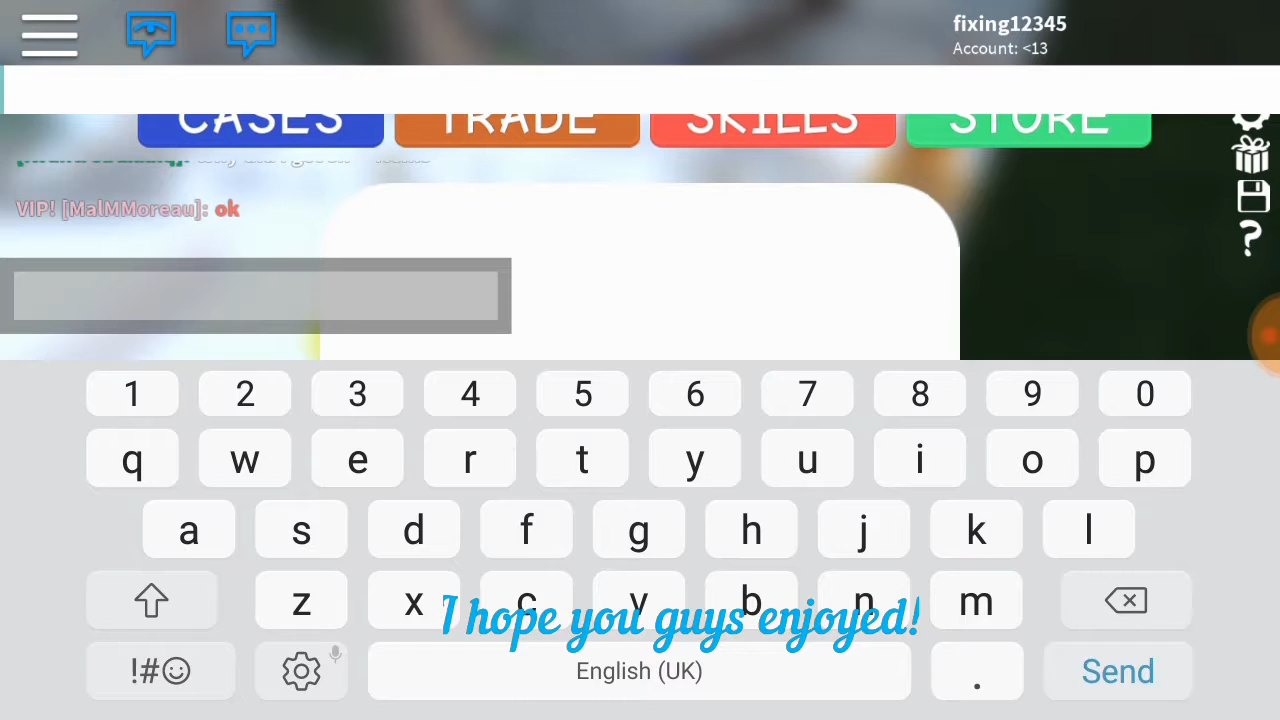 fixing12345
Account: <13
CASES TRADE SKILLS STORE
VIP! [MalMMoreau]: ok
1 2 3 4 5 6 7 8 9 0
q w e r t y u i o p
a s d f g h j k l
z x c v b n m
I hope you guys enjoyed!
!#☺ English (UK) . Send